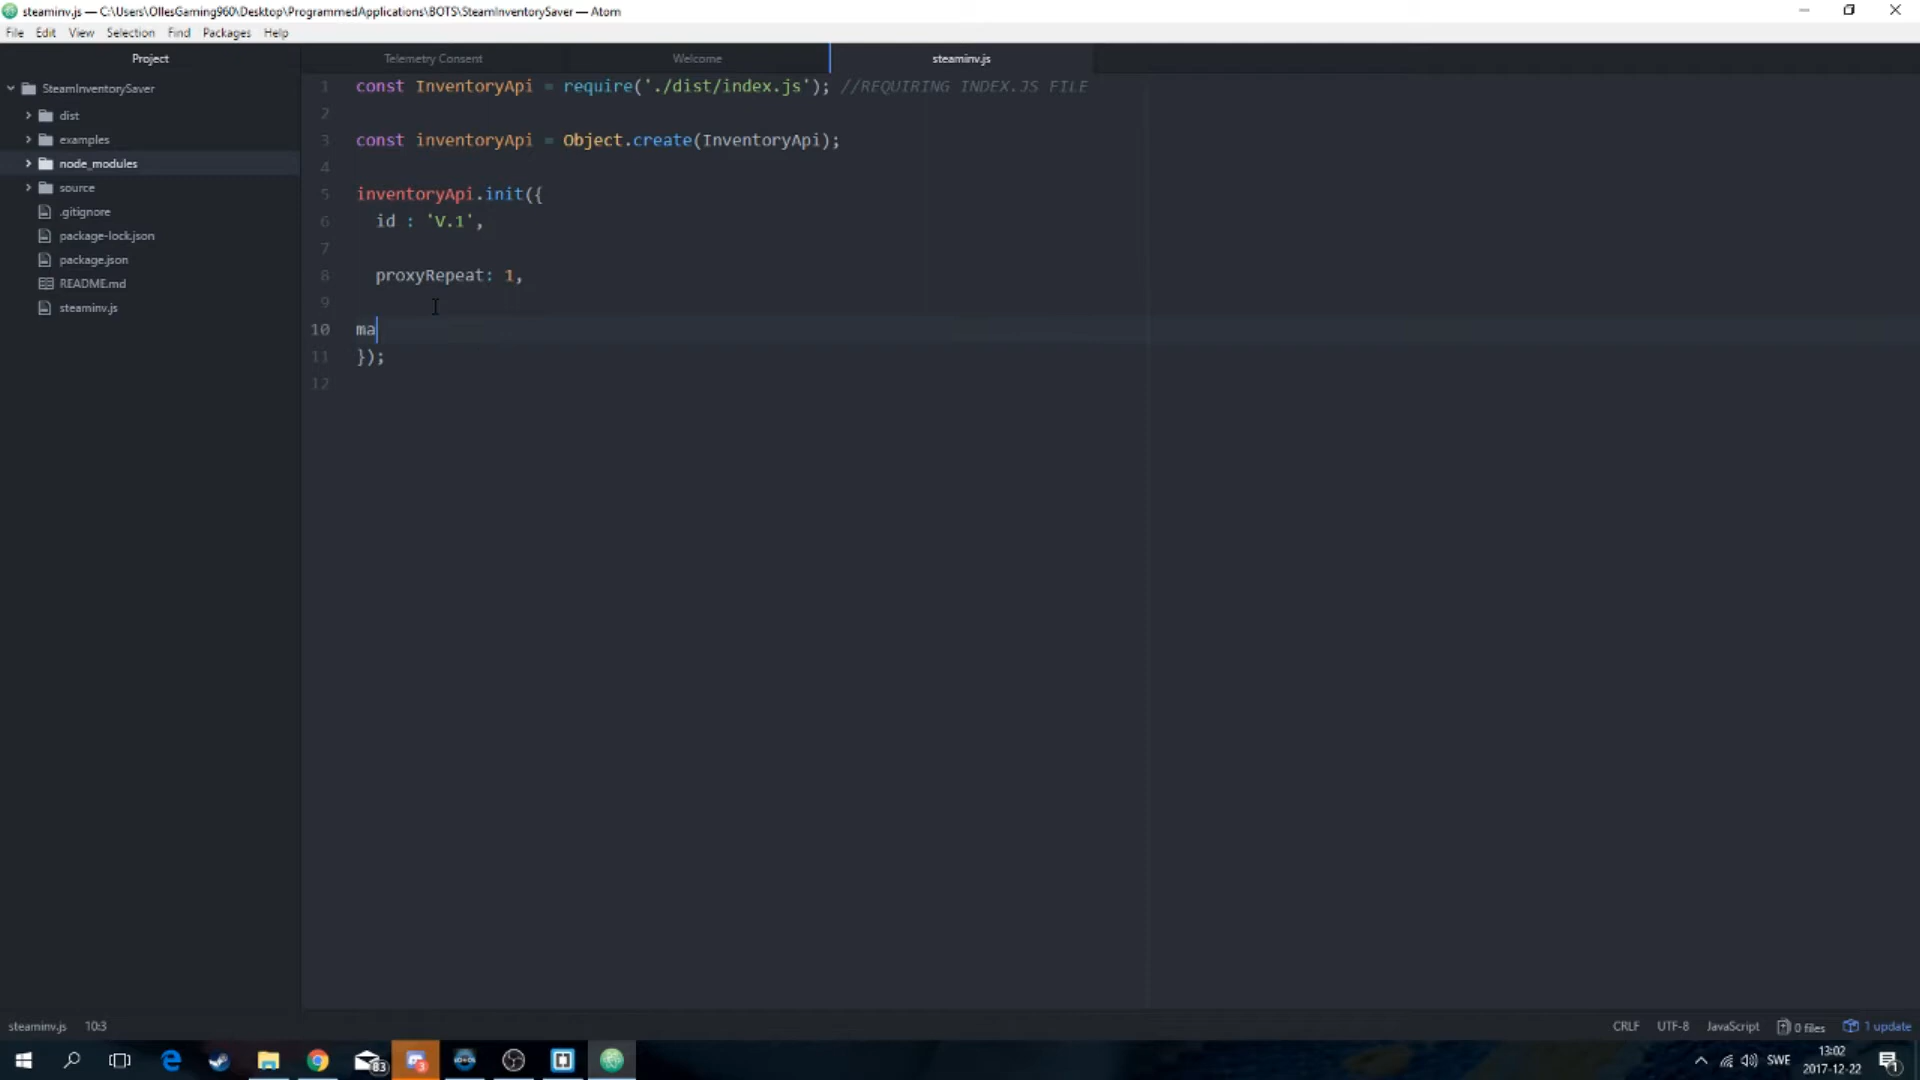 steaminv.js — C:\Users\OllesGaming960\Desktop\ProgrammedApplications\BOTS\SteamInventorySaver — Atom
File Edit View Selection Find Packages Help
Project
Telemetry Consent
Welcome
steaminv.js
SteamInventorySaver
dist
examples
node_modules
source
.gitignore
package-lock.json
package.json
README.md
steaminv.js
1 const InventoryApi = require('./dist/index.js'); //REQUIRING INDEX.JS FILE
2
3 const inventoryApi = Object.create(InventoryApi);
4
5 inventoryApi.init({
6 id : 'V.1',
7
8 proxyRepeat: 1,
9
10 ma
11 });
12
steaminv.js 10:3
CRLF UTF-8 JavaScript 0 files 1 update
83
3
SWE
13:02
2017-12-22
1